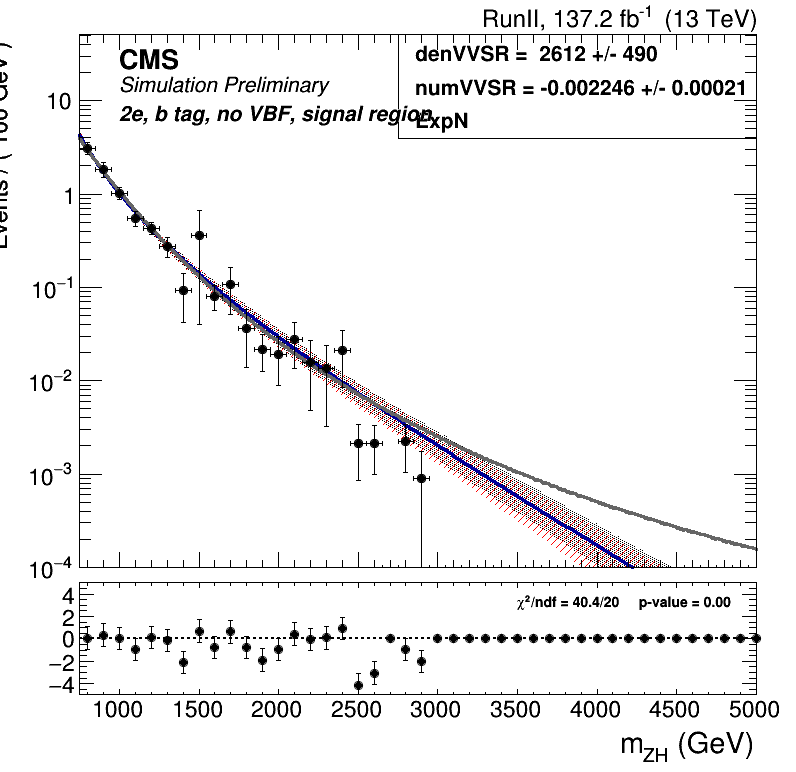 RunII, 137.2 fb-1 (13 TeV)
CMS
Simulation Preliminary
2e, b tag, no VBF, signal region
denVVSR = 2612 +/- 490
numVVSR = -0.002246 +/- 0.00021
ExpN
10
1
10−1
10−2
10−3
10−4
χ2/ndf = 40.4/20 p-value = 0.00
4
2
0
−2
−4
1000 1500 2000 2500 3000 3500 4000 4500 5000
mZH (GeV)